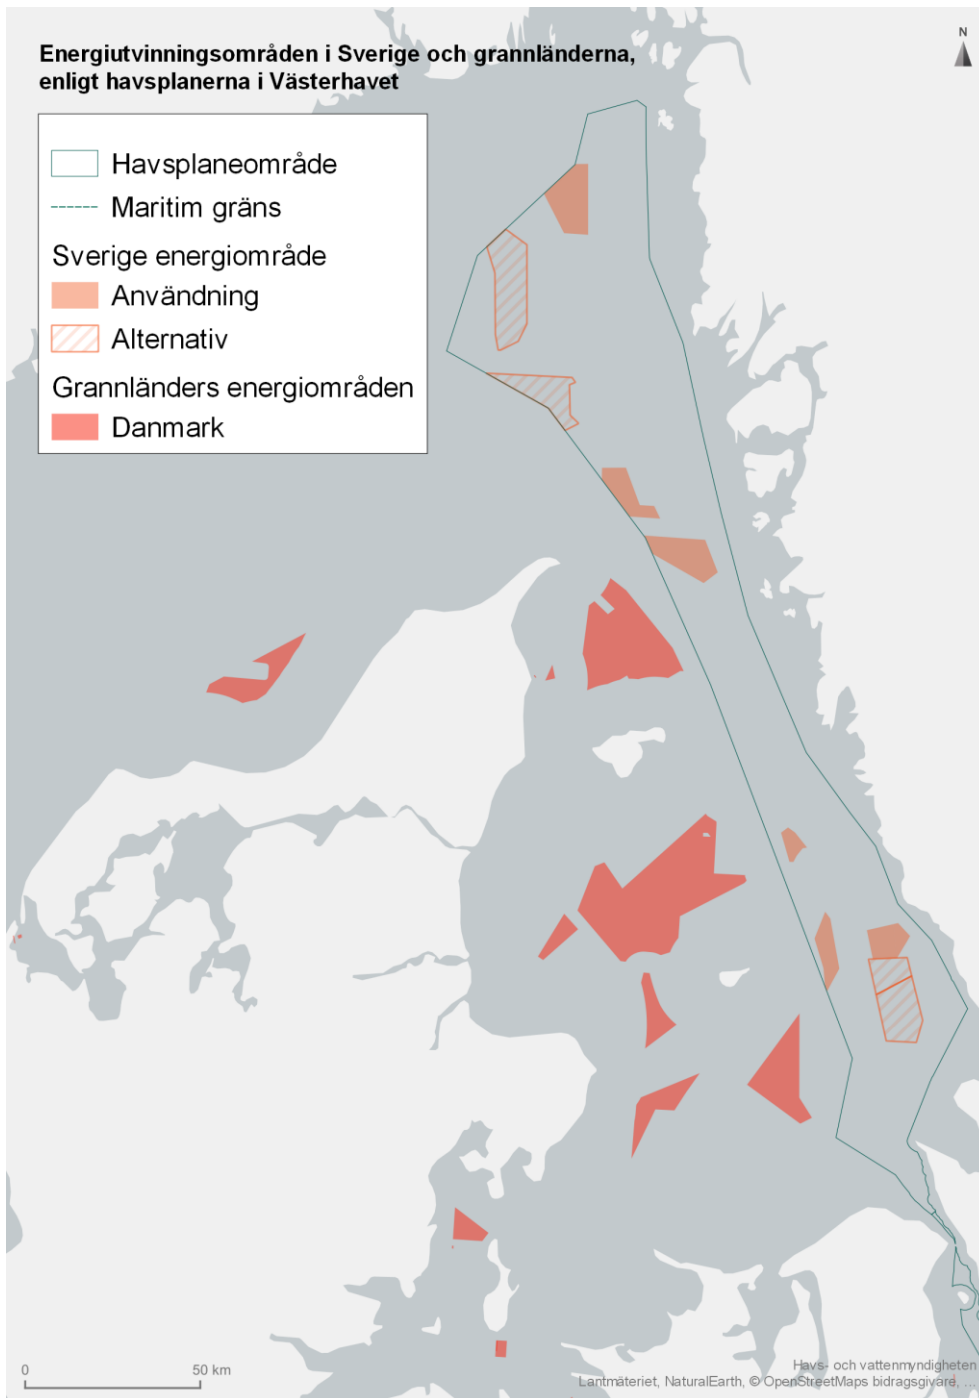 Energiutvinningsområden i Sverige och grannländerna,
enligt havsplanerna i Västerhavet
N
Havsplaneområde
Maritim gräns
Sverige energiområde
Användning
Alternativ
Grannländers energiområden
Danmark
0 50 km
Havs- och vattenmyndigheten
Lantmäteriet, NaturalEarth, © OpenStreetMaps bidragsgivare, ...